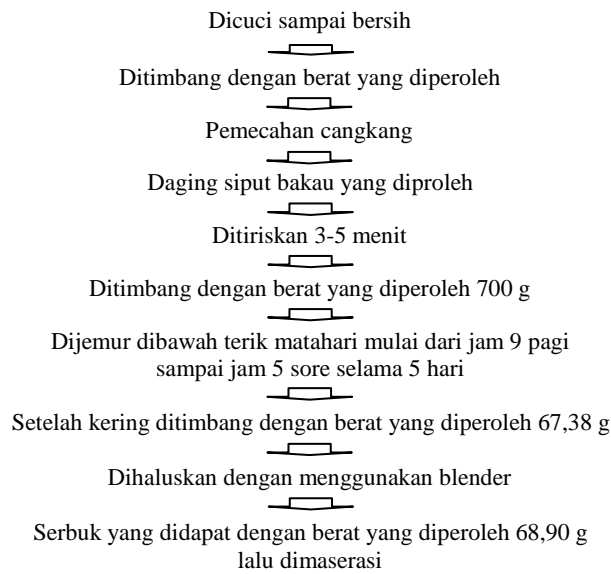 Dicuci sampai bersih
Ditimbang dengan berat yang diperoleh
Pemecahan cangkang
Daging siput bakau yang diproleh
Ditiriskan 3-5 menit
Ditimbang dengan berat yang diperoleh 700 g
Dijemur dibawah terik matahari mulai dari jam 9 pagi
sampai jam 5 sore selama 5 hari
Setelah kering ditimbang dengan berat yang diperoleh 67,38 g
Dihaluskan dengan menggunakan blender
Serbuk yang didapat dengan berat yang diperoleh 68,90 g
lalu dimaserasi